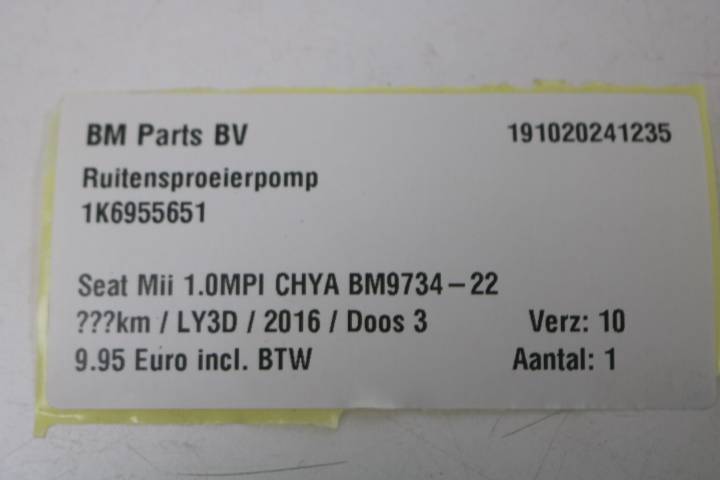 BM Parts BV 191020241235
Ruitensproeierpomp
1K6955651
Seat Mii 1.0MPI CHYA BM9734-22
???km / LY3D / 2016 / Doos 3 Verz: 10
9.95 Euro incl. BTW Aantal: 1